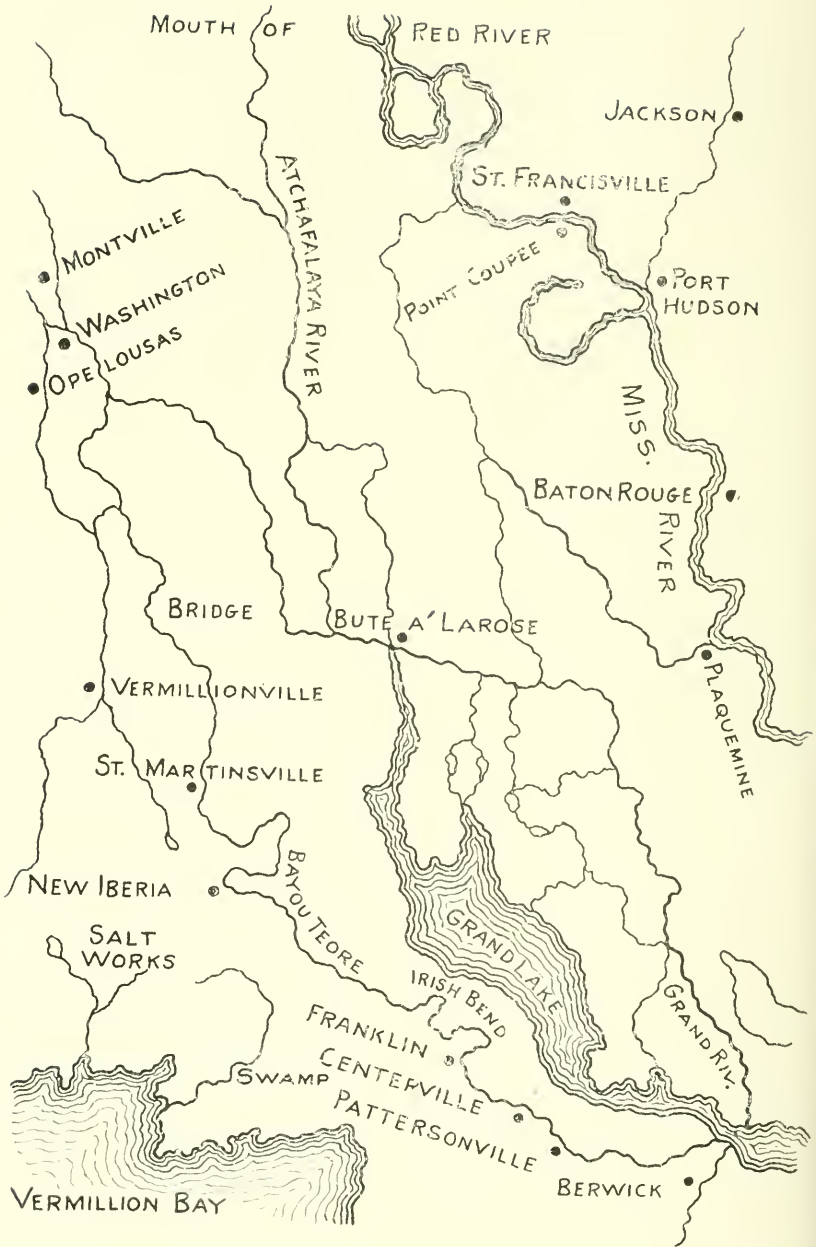 MOUTH OF
RED RIVER
JACKSON
ST. FRANCISVILLE
ATCHAFALAYA RIVER
MONTVILLE
POINT COUPEE
WASHINGTON
PORT
HUDSON
OPELOUSAS
MISS.
RIVER
BATON ROUGE
BRIDGE
BUTE A' LAROSE
VERMILLIONVILLE
PLAQUEMINE
ST. MARTINSVILLE
NEW IBERIA
BAYOU TEORE
GRAND LAKE
SALT
WORKS
IRISH BEND
GRAND RIV.
FRANKLIN
SWAMP
CENTERVILLE
PATTERSONVILLE
BERWICK
VERMILLION BAY